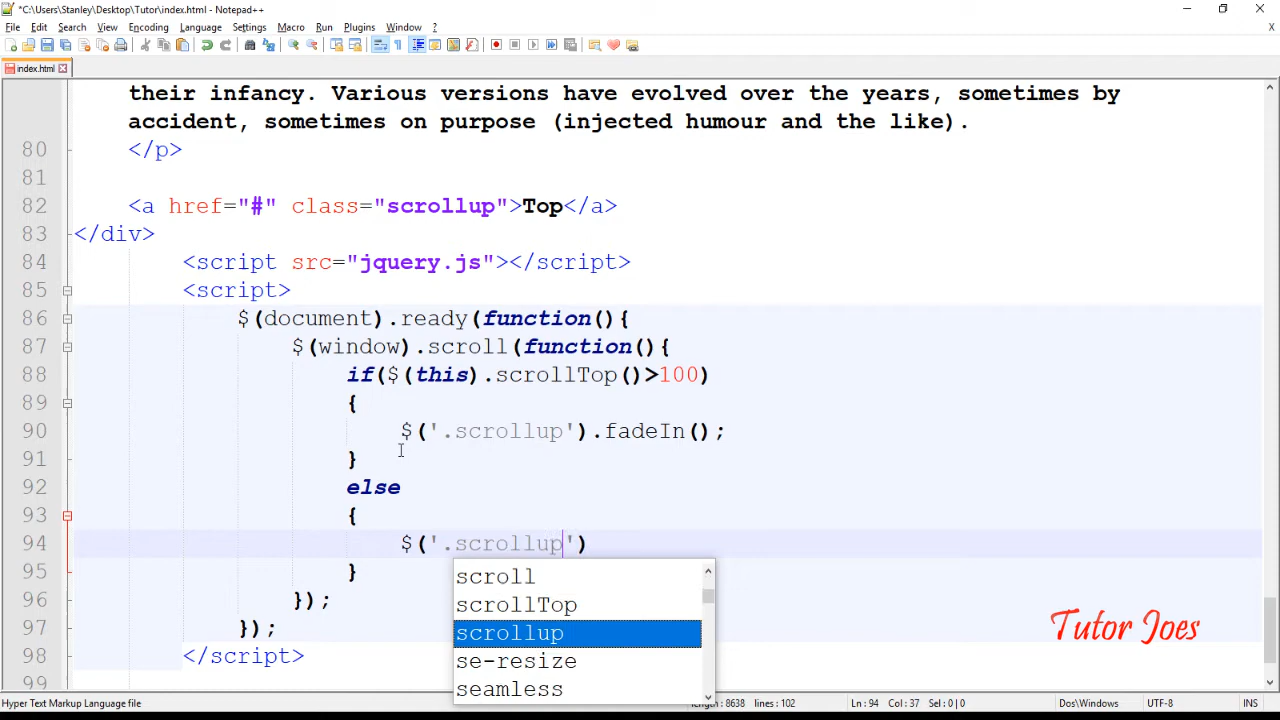 *C:\Users\Stanley\Desktop\Tutor\index.html - Notepad++
File Edit Search View Encoding Language Settings Macro Run Plugins Window ?
X
index.html
their infancy. Various versions have evolved over the years, sometimes by
accident, sometimes on purpose (injected humour and the like).
80 </p>
81
82 <a href="#" class="scrollup">Top</a>
83 </div>
84 <script src="jquery.js"></script>
85 <script>
86 $(document).ready(function(){
87 $(window).scroll(function(){
88 if($(this).scrollTop()>100)
89 {
90 $('.scrollup').fadeIn();
91 }
92 else
93 {
94 $('.scrollup')
95 }
96 });
97 });
98 </script>
99
scroll
scrollTop
scrollup
se-resize
seamless
Tutor Joes
Hyper Text Markup Language file length : 8638 lines : 102 Ln : 94 Col : 37 Sel : 0 | 0 Dos\Windows UTF-8 INS